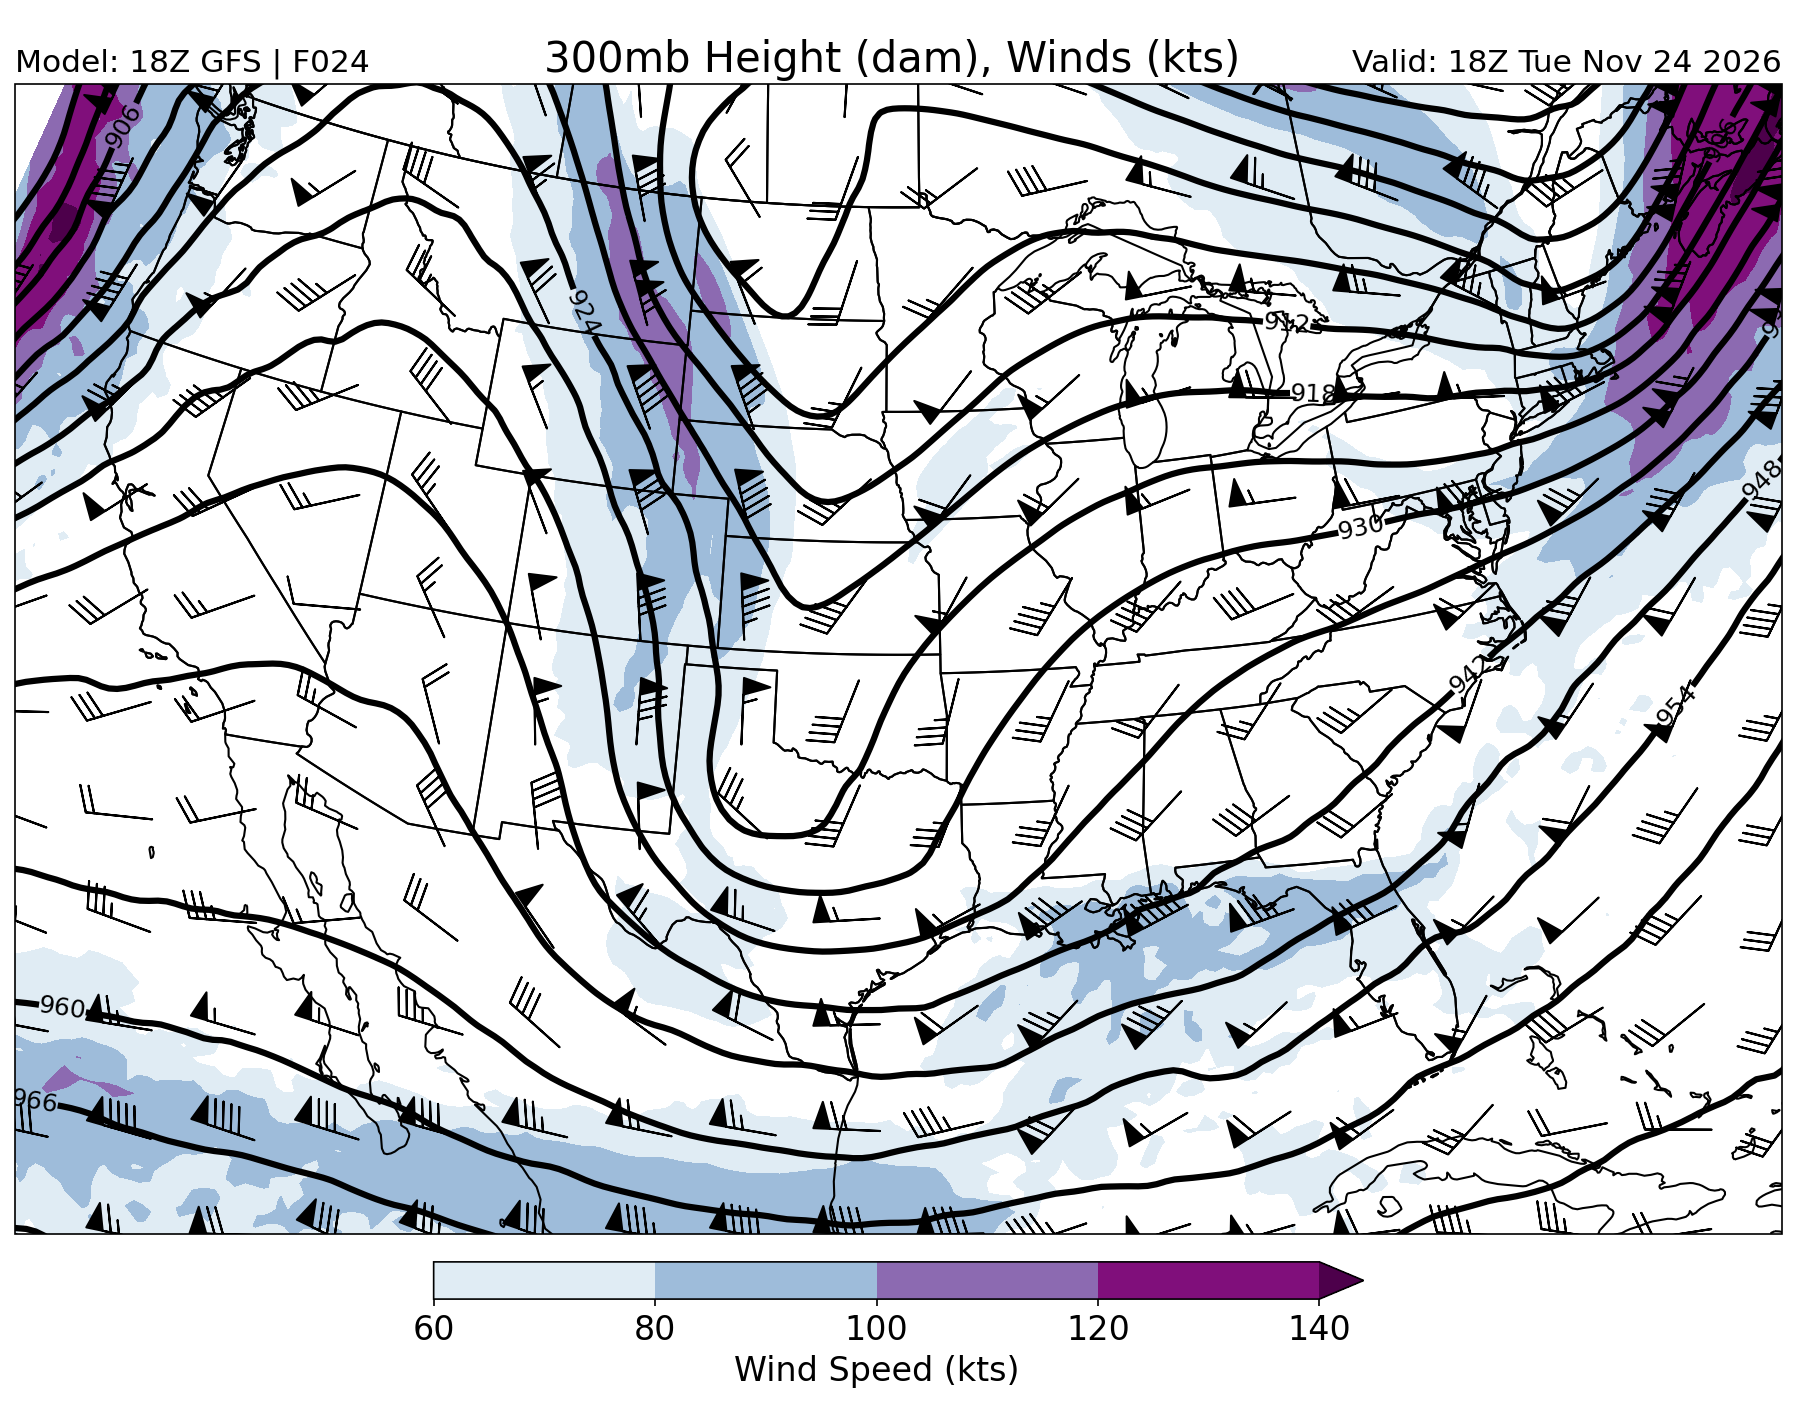 Model: 18Z GFS | F024
300mb Height (dam), Winds (kts)
Valid: 18Z Tue Nov 24 2026
906
906
924
912
918
948
930
942
954
960
966
60 80 100 120 140
Wind Speed (kts)